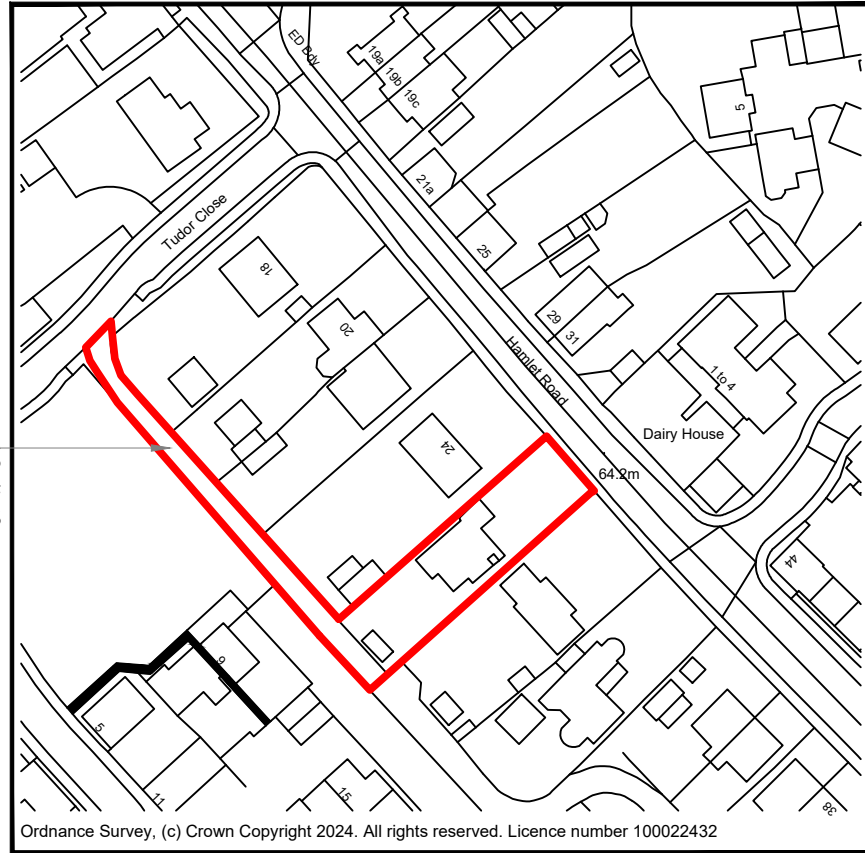 ED Bdy
19a
19b
19c
5
21a
Tudor Close
25
18
20
29
31
Hamlet Road
1 to 4
Dairy House
24
64.2m
44
6
5
11
15
38
Ordnance Survey, (c) Crown Copyright 2024. All rights reserved. Licence number 100022432